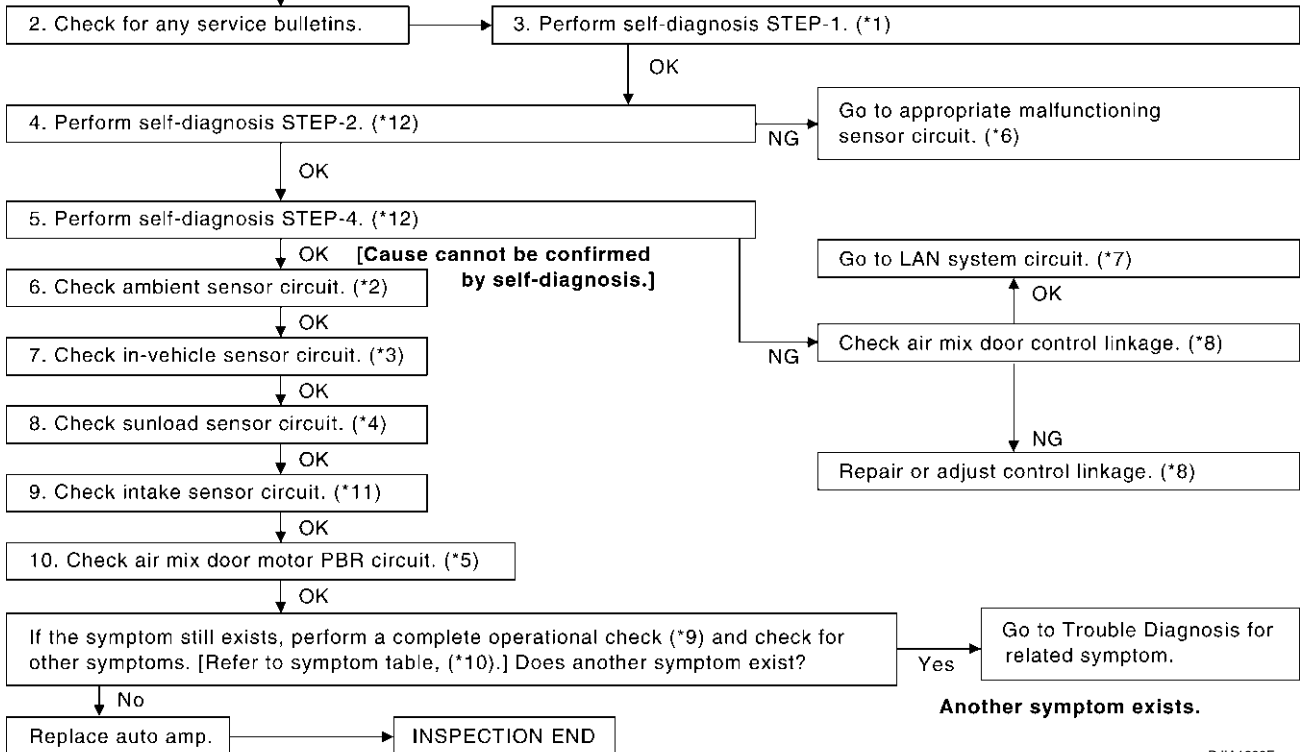 2. Check for any service bulletins.
3. Perform self-diagnosis STEP-1. (*1)
OK
4. Perform self-diagnosis STEP-2. (*12)
NG
Go to appropriate malfunctioning
sensor circuit. (*6)
OK
5. Perform self-diagnosis STEP-4. (*12)
OK
[Cause cannot be confirmed
by self-diagnosis.]
Go to LAN system circuit. (*7)
OK
6. Check ambient sensor circuit. (*2)
OK
NG
Check air mix door control linkage. (*8)
7. Check in-vehicle sensor circuit. (*3)
OK
8. Check sunload sensor circuit. (*4)
NG
Repair or adjust control linkage. (*8)
OK
9. Check intake sensor circuit. (*11)
OK
10. Check air mix door motor PBR circuit. (*5)
OK
If the symptom still exists, perform a complete operational check (*9) and check for
other symptoms. [Refer to symptom table, (*10).] Does another symptom exist?
Yes
Go to Trouble Diagnosis for
related symptom.
Another symptom exists.
No
Replace auto amp.
INSPECTION END